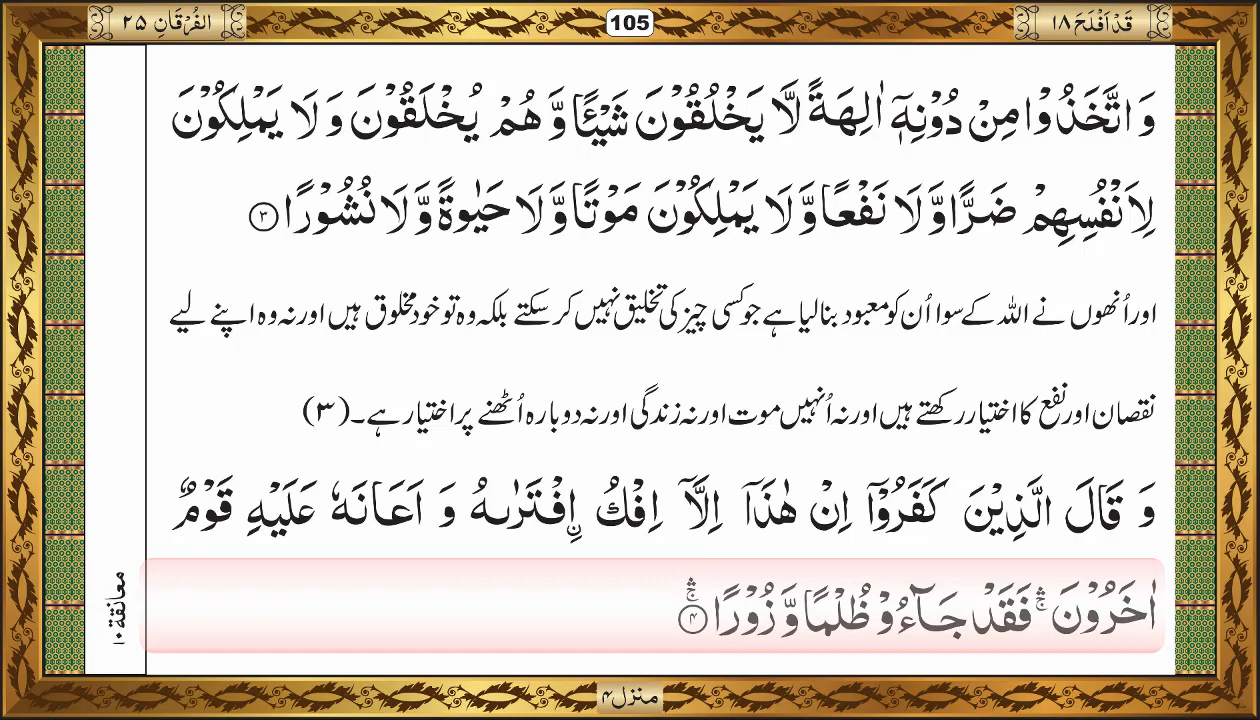 قَدْ اَفْلَحَ ١٨
105
الفُرْقَانِ ٢٥
وَ اتَّخَذُوْا مِنْ دُوْنِهٖۤ اٰلِهَةً لَّا يَخْلُقُوْنَ شَيْـًٔا وَّ هُمْ يُخْلَقُوْنَ وَ لَا يَمْلِكُوْنَ
لِاَنْفُسِهِمْ ضَرًّا وَّ لَا نَفْعًا وَّ لَا يَمْلِكُوْنَ مَوْتًا وَّ لَا حَيٰوةً وَّ لَا نُشُوْرًا ﴿٣﴾
اور اُنھوں نے اللہ کے سوا اُن کو معبود بنا لیا ہے جو کسی چیز کی تخلیق نہیں کر سکتے بلکہ وہ تو خود مخلوق ہیں اور نہ وہ اپنے لیے
نقصان اور نفع کا اختیار رکھتے ہیں اور نہ اُنہیں موت اور نہ زندگی اور نہ دوبارہ اُٹھنے پر اختیار ہے۔ (۳)
وَ قَالَ الَّذِيْنَ كَفَرُوْۤا اِنْ هٰذَاۤ اِلَّاۤ اِفْكُ اِ۟فْتَرٰىهُ وَ اَعَانَهٗ عَلَيْهِ قَوْمٌ
اٰخَرُوْنَ ۛۚ فَقَدْ جَآءُوْ ظُلْمًا وَّ زُوْرًا ۛۚ ﴿۴﴾
معانقة ١٠
منزل ۴